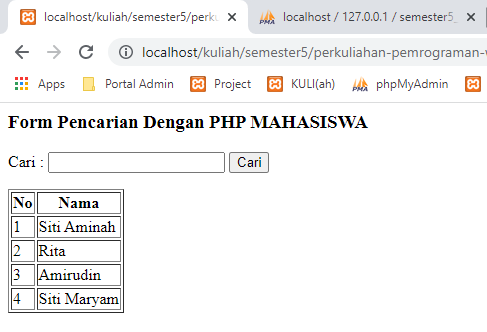 localhost/kuliah/semester5/perku
localhost / 127.0.0.1 / semester5_
localhost/kuliah/semester5/perkuliahan-pemrograman-
Apps Portal Admin Project KULI(ah) phpMyAdmin
Form Pencarian Dengan PHP MAHASISWA
Cari : Cari
No Nama
1 Siti Aminah
2 Rita
3 Amirudin
4 Siti Maryam